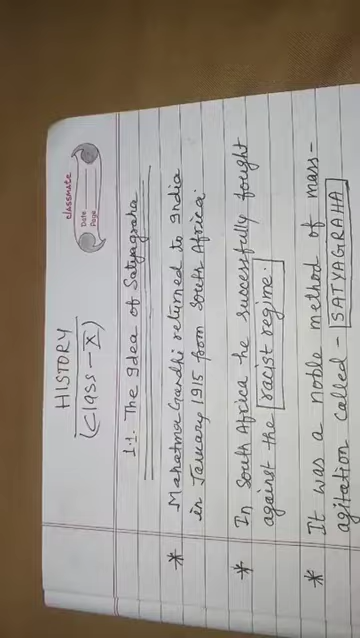 classmate
Date
Page
HISTORY
(Class - X)
1.1. The Idea of Satyagraha
* Mahatma Gandhi returned to India
in January 1915 from South Africa.
* In South Africa he successfully fought
against the racist regime.
* It was a noble method of mass-
agitation called - SATYAGRAHA